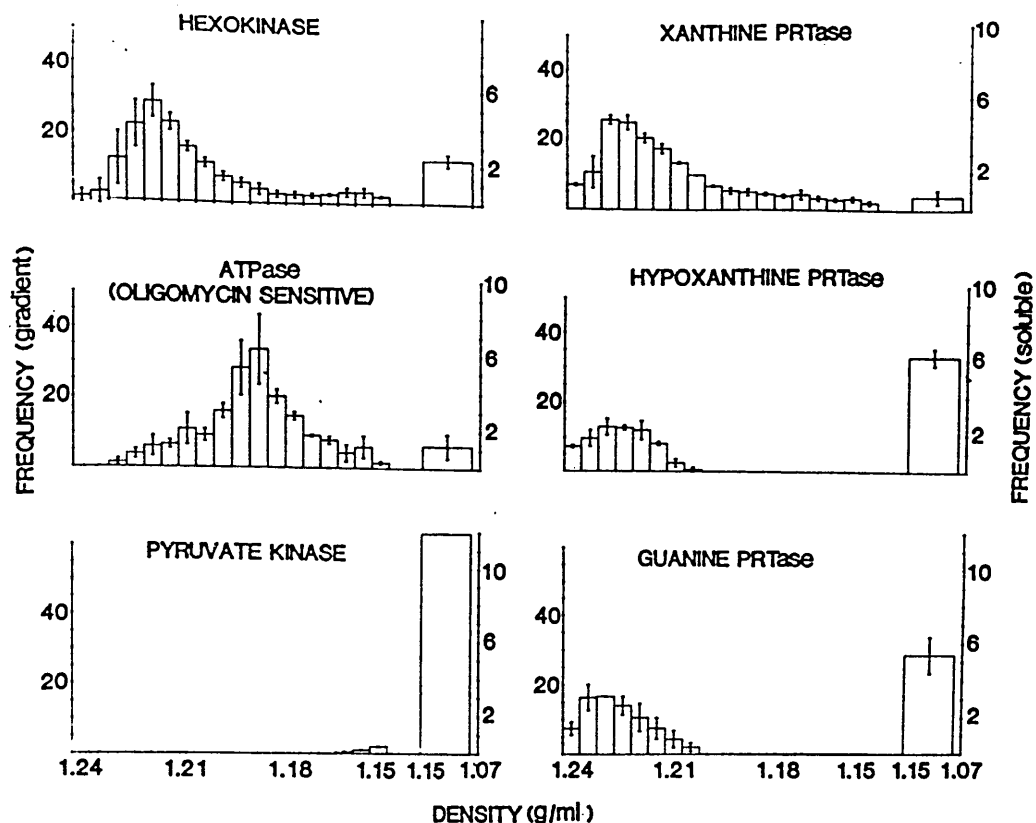 HEXOKINASE
40
20
6
2
XANTHINE PRTase
40
20
10
6
2
ATPase
(OLIGOMYCIN SENSITIVE)
40
20
10
6
2
HYPOXANTHINE PRTase
40
20
10
6
2
FREQUENCY (gradient)
FREQUENCY (soluble)
PYRUVATE KINASE
40
20
10
6
2
GUANINE PRTase
40
20
10
6
2
1.24 1.21 1.18 1.15 1.15 1.07
1.24 1.21 1.18 1.15 1.15 1.07
DENSITY (g/ml)